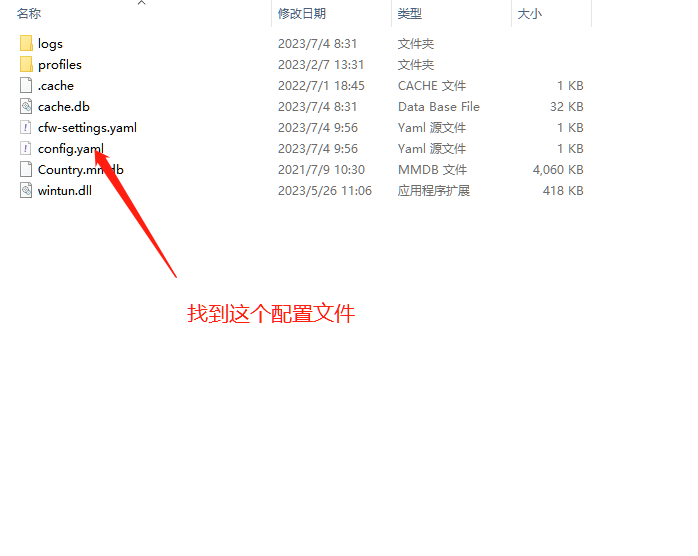 名称 修改日期 类型 大小
logs 2023/7/4 8:31 文件夹
profiles 2023/2/7 13:31 文件夹
.cache 2022/7/1 18:45 CACHE 文件 1 KB
cache.db 2023/7/4 8:31 Data Base File 32 KB
cfw-settings.yaml 2023/7/4 9:56 Yaml 源文件 1 KB
config.yaml 2023/7/4 9:56 Yaml 源文件 1 KB
Country.mmdb 2021/7/9 10:30 MMDB 文件 4,060 KB
wintun.dll 2023/5/26 11:06 应用程序扩展 418 KB
找到这个配置文件